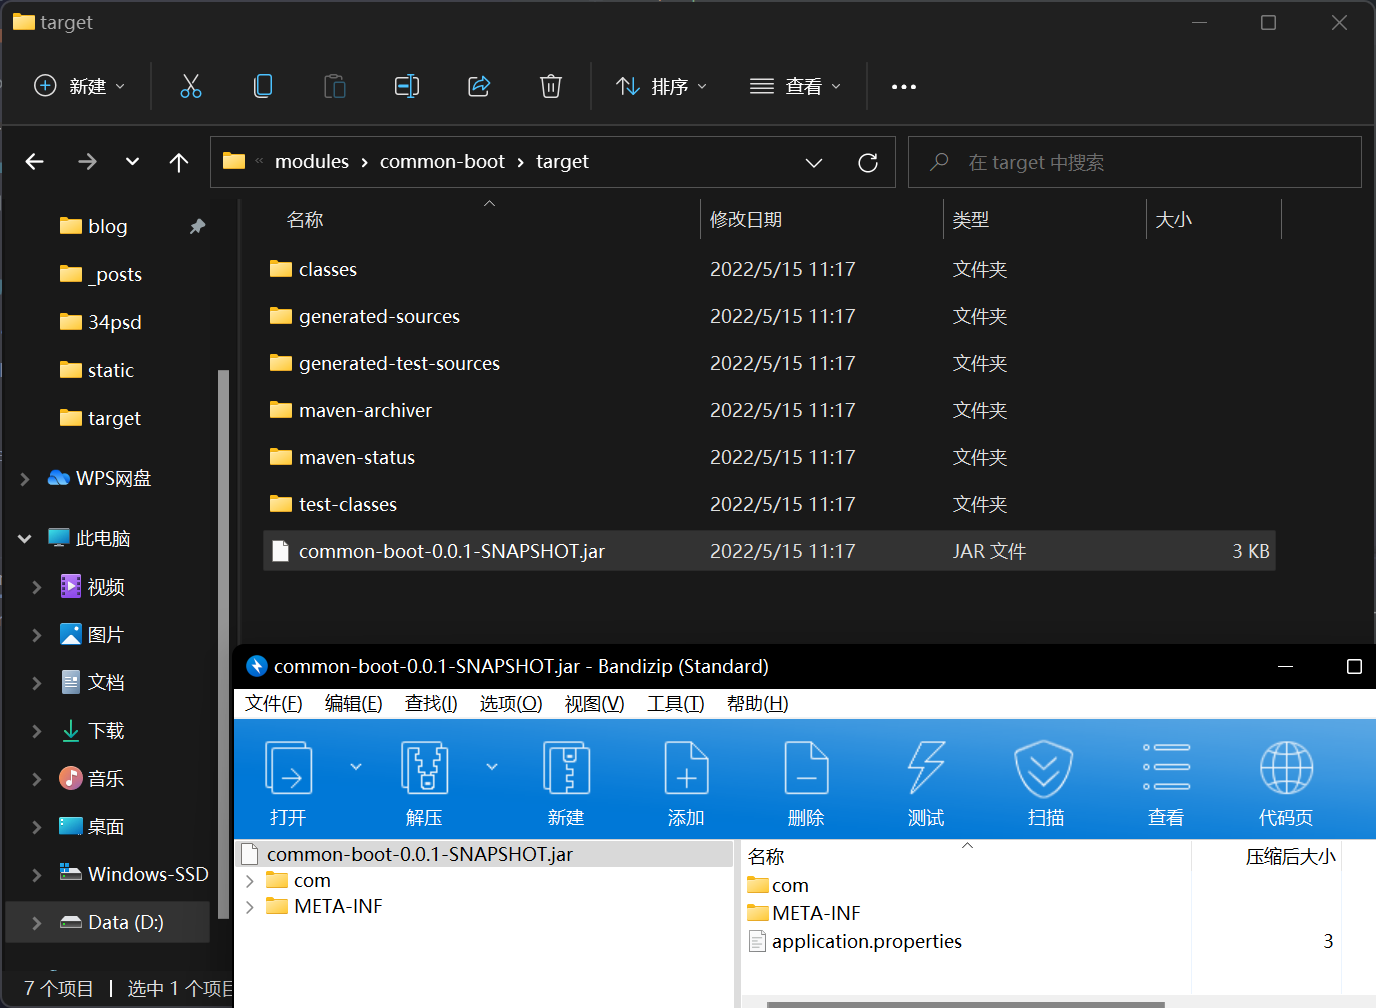 target
新建
排序
查看
modules
common-boot
target
在 target 中搜索
名称
修改日期
类型
大小
blog
_posts
34psd
static
target
WPS网盘
此电脑
视频
图片
文档
下载
音乐
桌面
Windows-SSD
Data (D:)
classes 2022/5/15 11:17 文件夹
generated-sources 2022/5/15 11:17 文件夹
generated-test-sources 2022/5/15 11:17 文件夹
maven-archiver 2022/5/15 11:17 文件夹
maven-status 2022/5/15 11:17 文件夹
test-classes 2022/5/15 11:17 文件夹
common-boot-0.0.1-SNAPSHOT.jar 2022/5/15 11:17 JAR 文件 3 KB
7 个项目 | 选中 1 个项目
common-boot-0.0.1-SNAPSHOT.jar - Bandizip (Standard)
文件(F) 编辑(E) 查找(I) 选项(O) 视图(V) 工具(T) 帮助(H)
打开 解压 新建 添加 删除 测试 扫描 查看 代码页
common-boot-0.0.1-SNAPSHOT.jar
com
META-INF
名称 压缩后大小
com
META-INF
application.properties 3